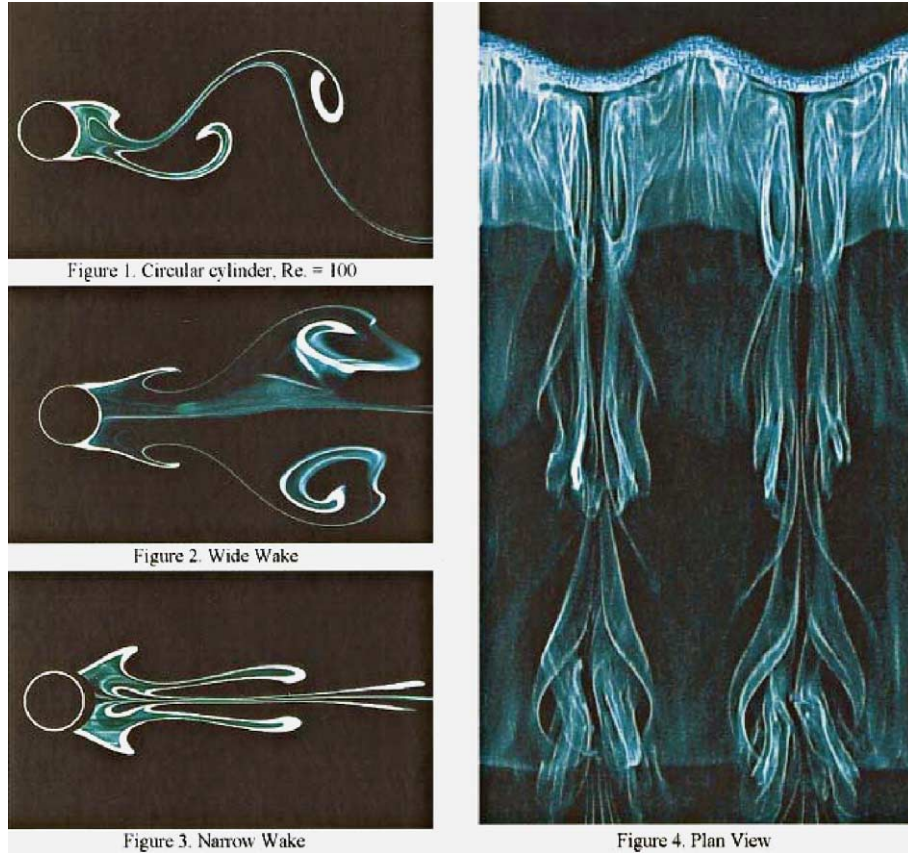 Figure 1. Circular cylinder, Re. = 100
Figure 2. Wide Wake
Figure 3. Narrow Wake
Figure 4. Plan View